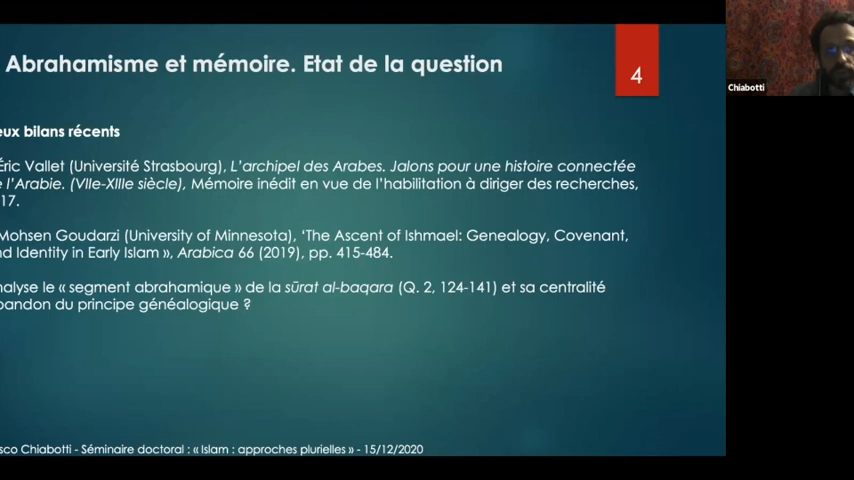 Abrahamisme et mémoire. Etat de la question
4
Chiabotti
eux bilans récents
Éric Vallet (Université Strasbourg), L'archipel des Arabes. Jalons pour une histoire connectée
e l'Arabie. (VIIe-XIIIe siècle), Mémoire inédit en vue de l'habilitation à diriger des recherches,
17.
Mohsen Goudarzi (University of Minnesota), 'The Ascent of Ishmael: Genealogy, Covenant,
nd Identity in Early Islam », Arabica 66 (2019), pp. 415-484.
nalyse le « segment abrahamique » de la sūrat al-baqara (Q. 2, 124-141) et sa centralité
bandon du principe généalogique ?
sco Chiabotti - Séminaire doctoral : « Islam : approches plurielles » - 15/12/2020